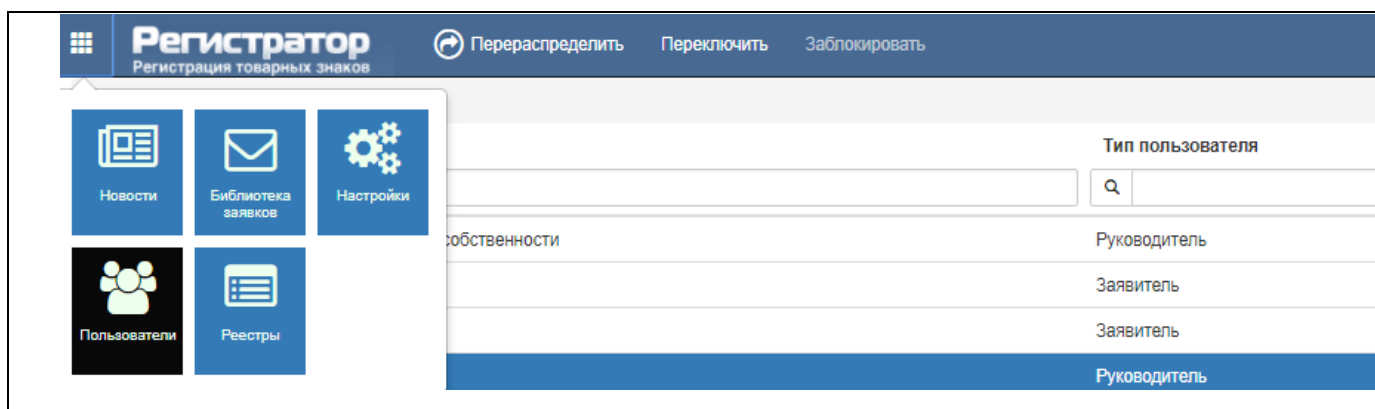 Регистратор
Регистрация товарных знаков
Перераспределить Переключить Заблокировать
Новости
Библиотека
заявков
Настройки
Пользователи
Реестры
Тип пользователя
собственности Руководитель
Заявитель
Заявитель
Руководитель